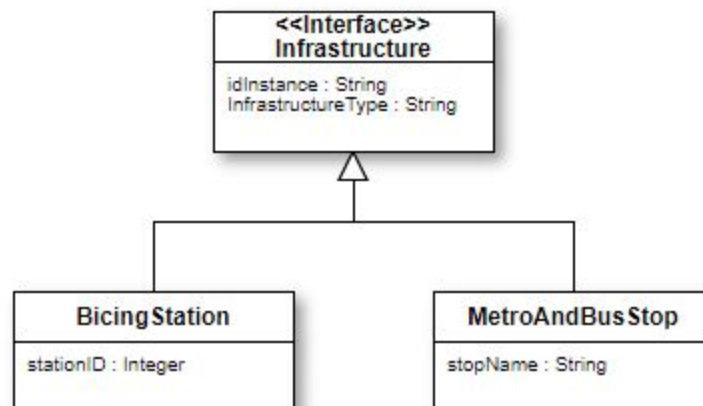 <<Interface>>
Infrastructure
idInstance : String
InfrastructureType : String
BicingStation
stationID : Integer
MetroAndBusStop
stopName : String